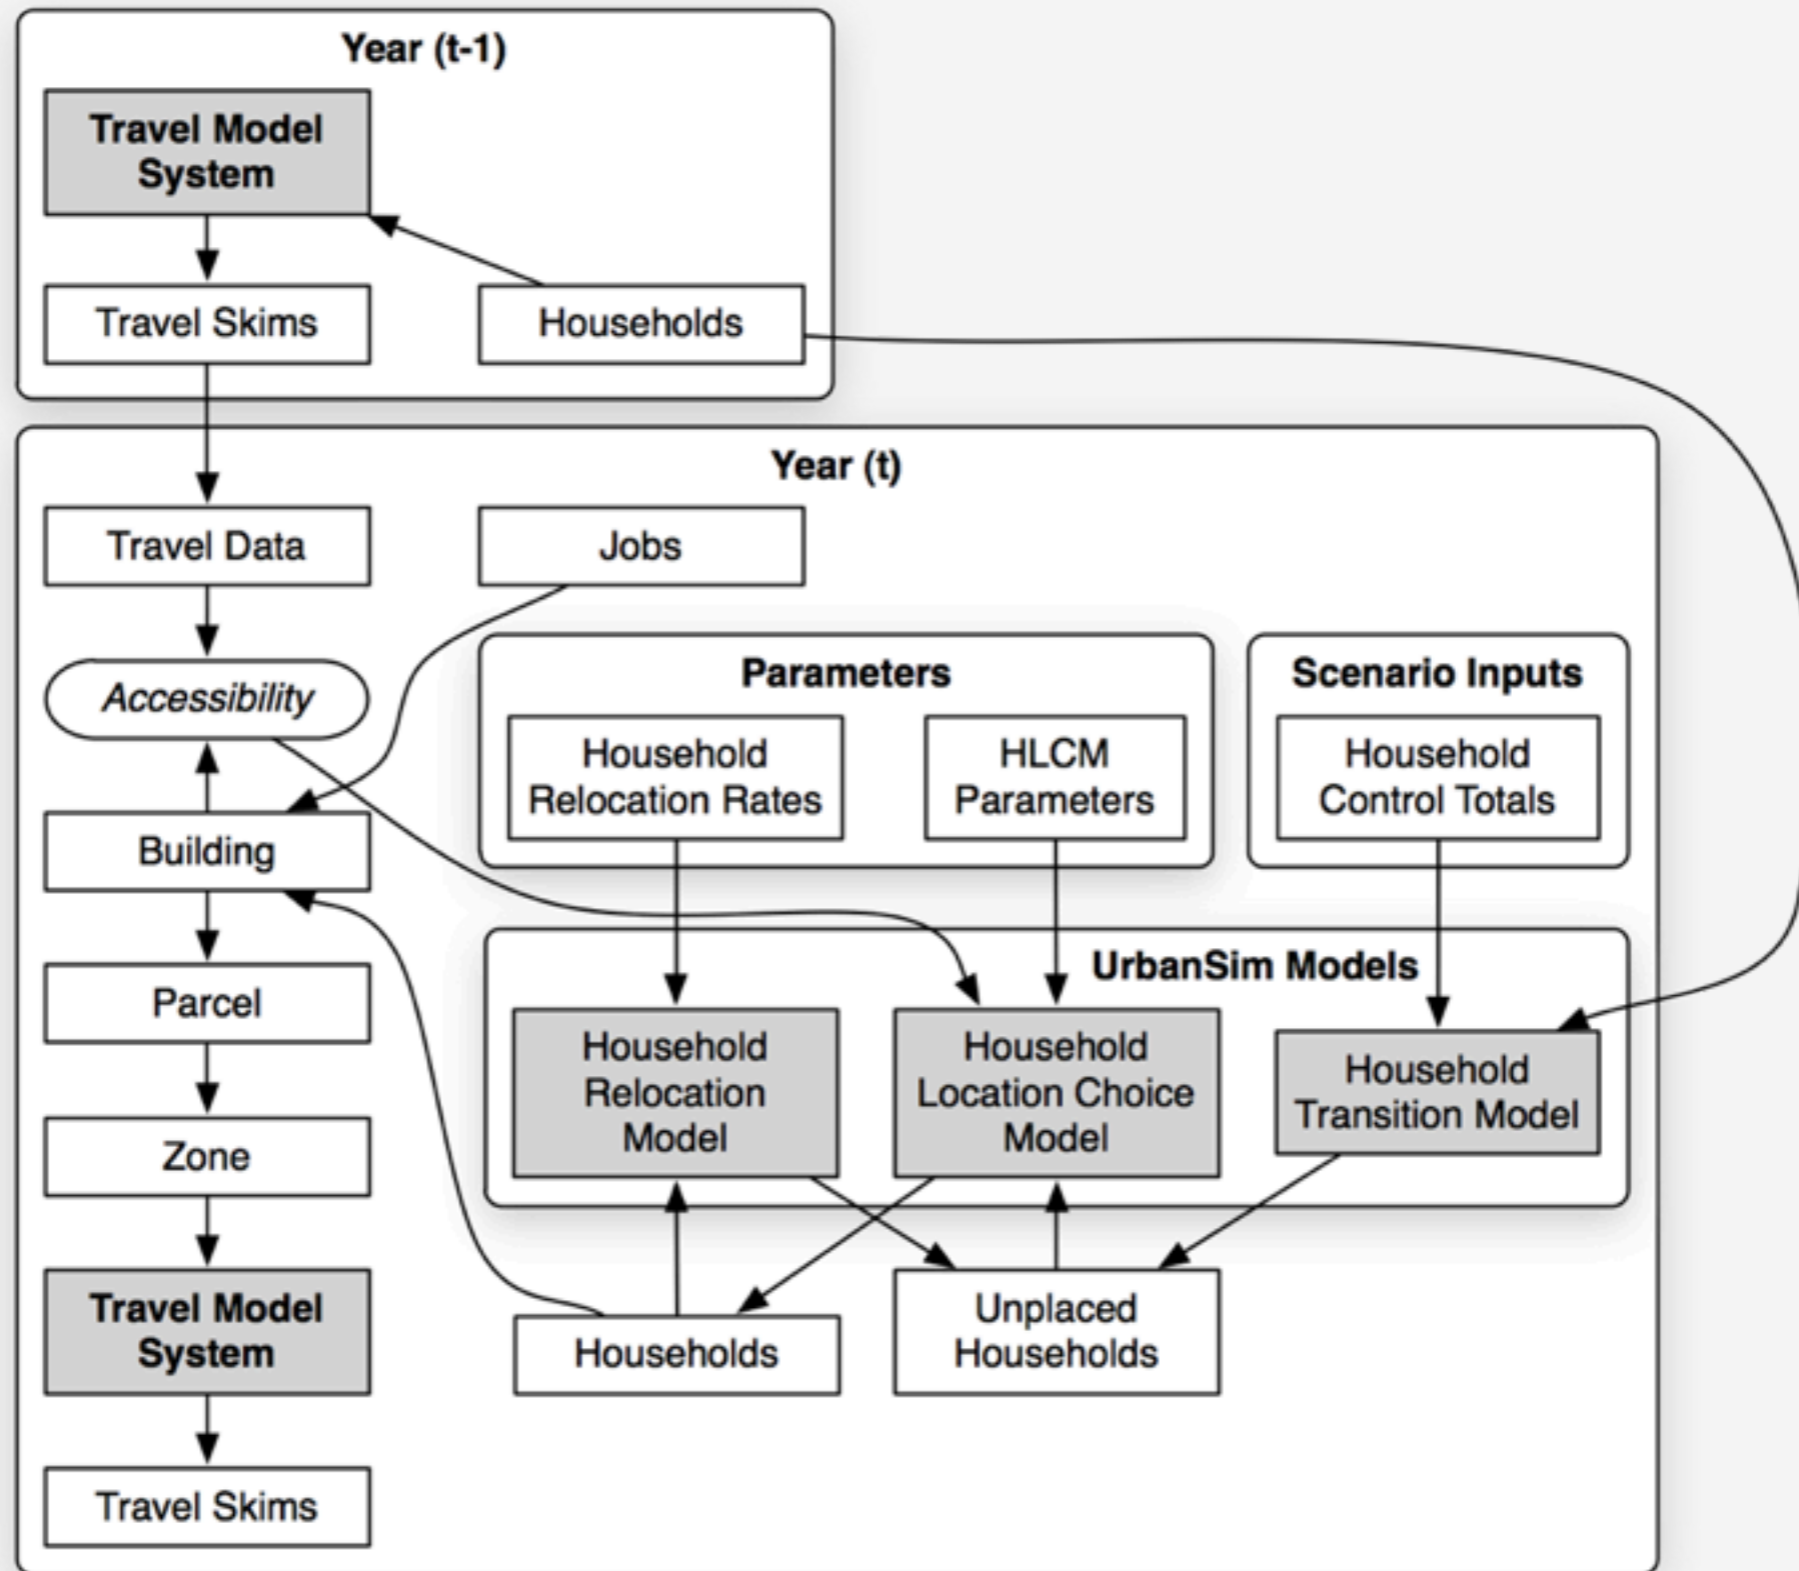 Year (t-1)
Travel Model
System
Travel Skims
Households
Year (t)
Travel Data
Jobs
Accessibility
Parameters
Scenario Inputs
Household
Relocation Rates
HLCM
Parameters
Household
Control Totals
Building
UrbanSim Models
Parcel
Household
Relocation
Model
Household
Location Choice
Model
Household
Transition Model
Zone
Travel Model
System
Households
Unplaced
Households
Travel Skims